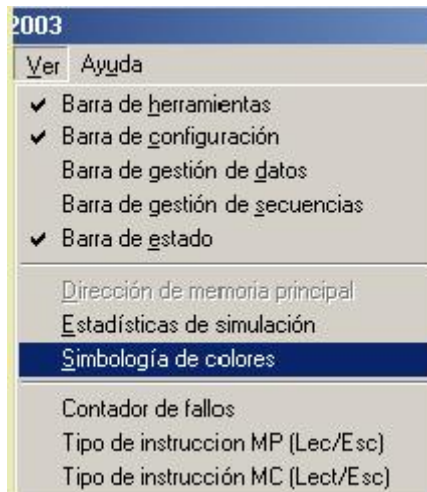 2003
Ver Ayuda
Barra de herramientas
Barra de configuración
Barra de gestión de datos
Barra de gestión de secuencias
Barra de estado
Dirección de memoria principal
Estadísticas de simulación
Simbología de colores
Contador de fallos
Tipo de instruccion MP (Lec/Esc)
Tipo de instrucción MC (Lect/Esc)